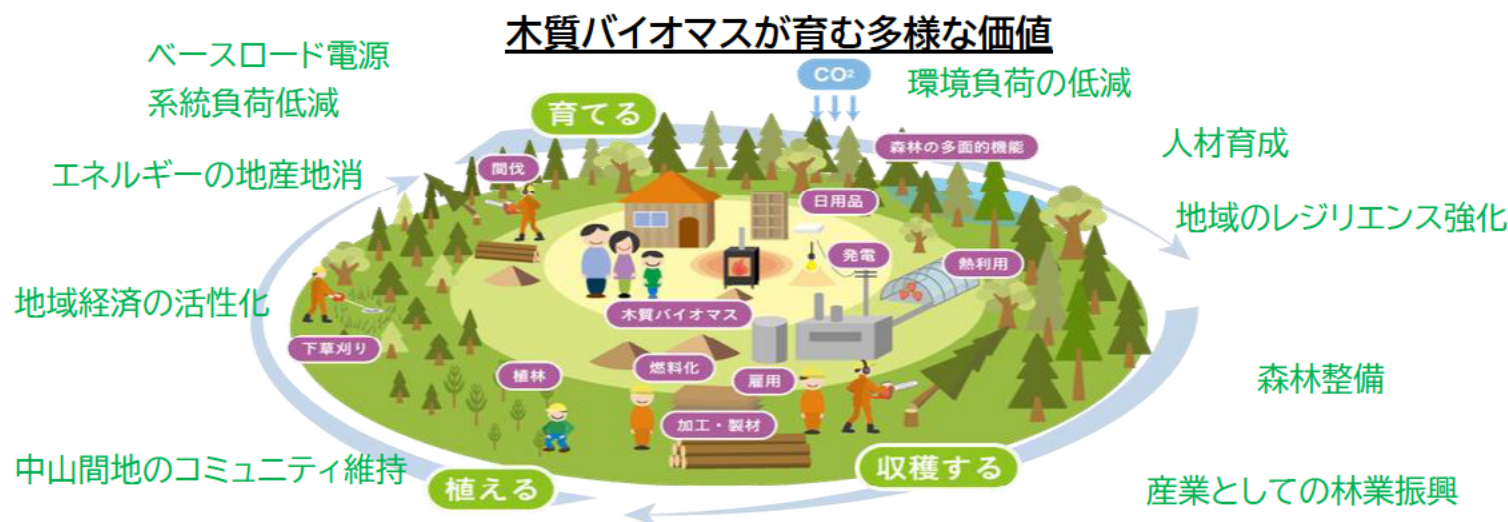 木質バイオマスが育む多様な価値
ベースロード電源
系統負荷低減
CO²
環境負荷の低減
育てる
人材育成
森林の多面的機能
間伐
エネルギーの地産地消
日用品
地域のレジリエンス強化
発電
熱利用
地域経済の活性化
木質バイオマス
下草刈り
燃料化
植林
雇用
森林整備
加工・製材
中山間地のコミュニティ維持
収穫する
植える
産業としての林業振興